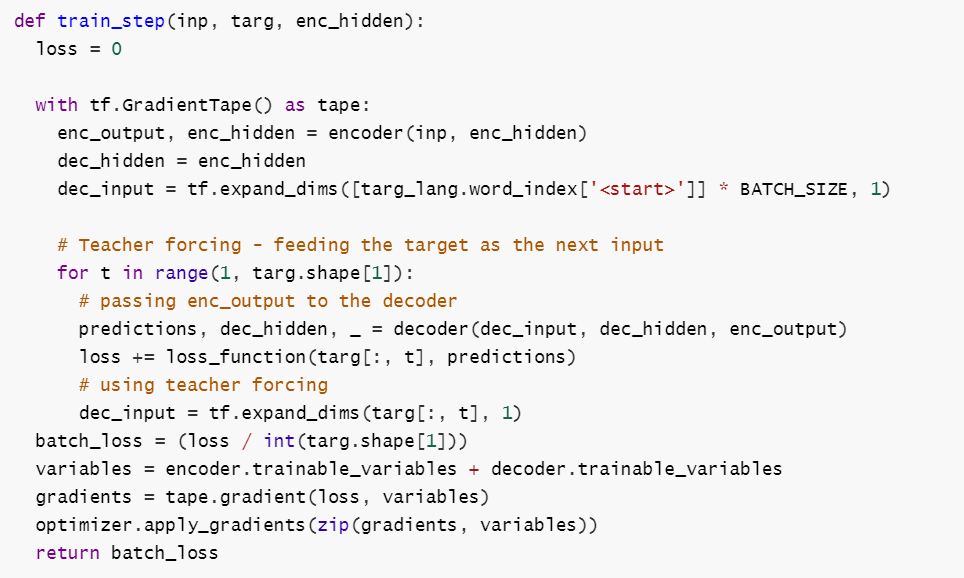 def train_step(inp, targ, enc_hidden):
  loss = 0

  with tf.GradientTape() as tape:
    enc_output, enc_hidden = encoder(inp, enc_hidden)
    dec_hidden = enc_hidden
    dec_input = tf.expand_dims([targ_lang.word_index['<start>']] * BATCH_SIZE, 1)

    # Teacher forcing - feeding the target as the next input
    for t in range(1, targ.shape[1]):
      # passing enc_output to the decoder
      predictions, dec_hidden, _ = decoder(dec_input, dec_hidden, enc_output)
      loss += loss_function(targ[:, t], predictions)
      # using teacher forcing
      dec_input = tf.expand_dims(targ[:, t], 1)
  batch_loss = (loss / int(targ.shape[1]))
  variables = encoder.trainable_variables + decoder.trainable_variables
  gradients = tape.gradient(loss, variables)
  optimizer.apply_gradients(zip(gradients, variables))
  return batch_loss